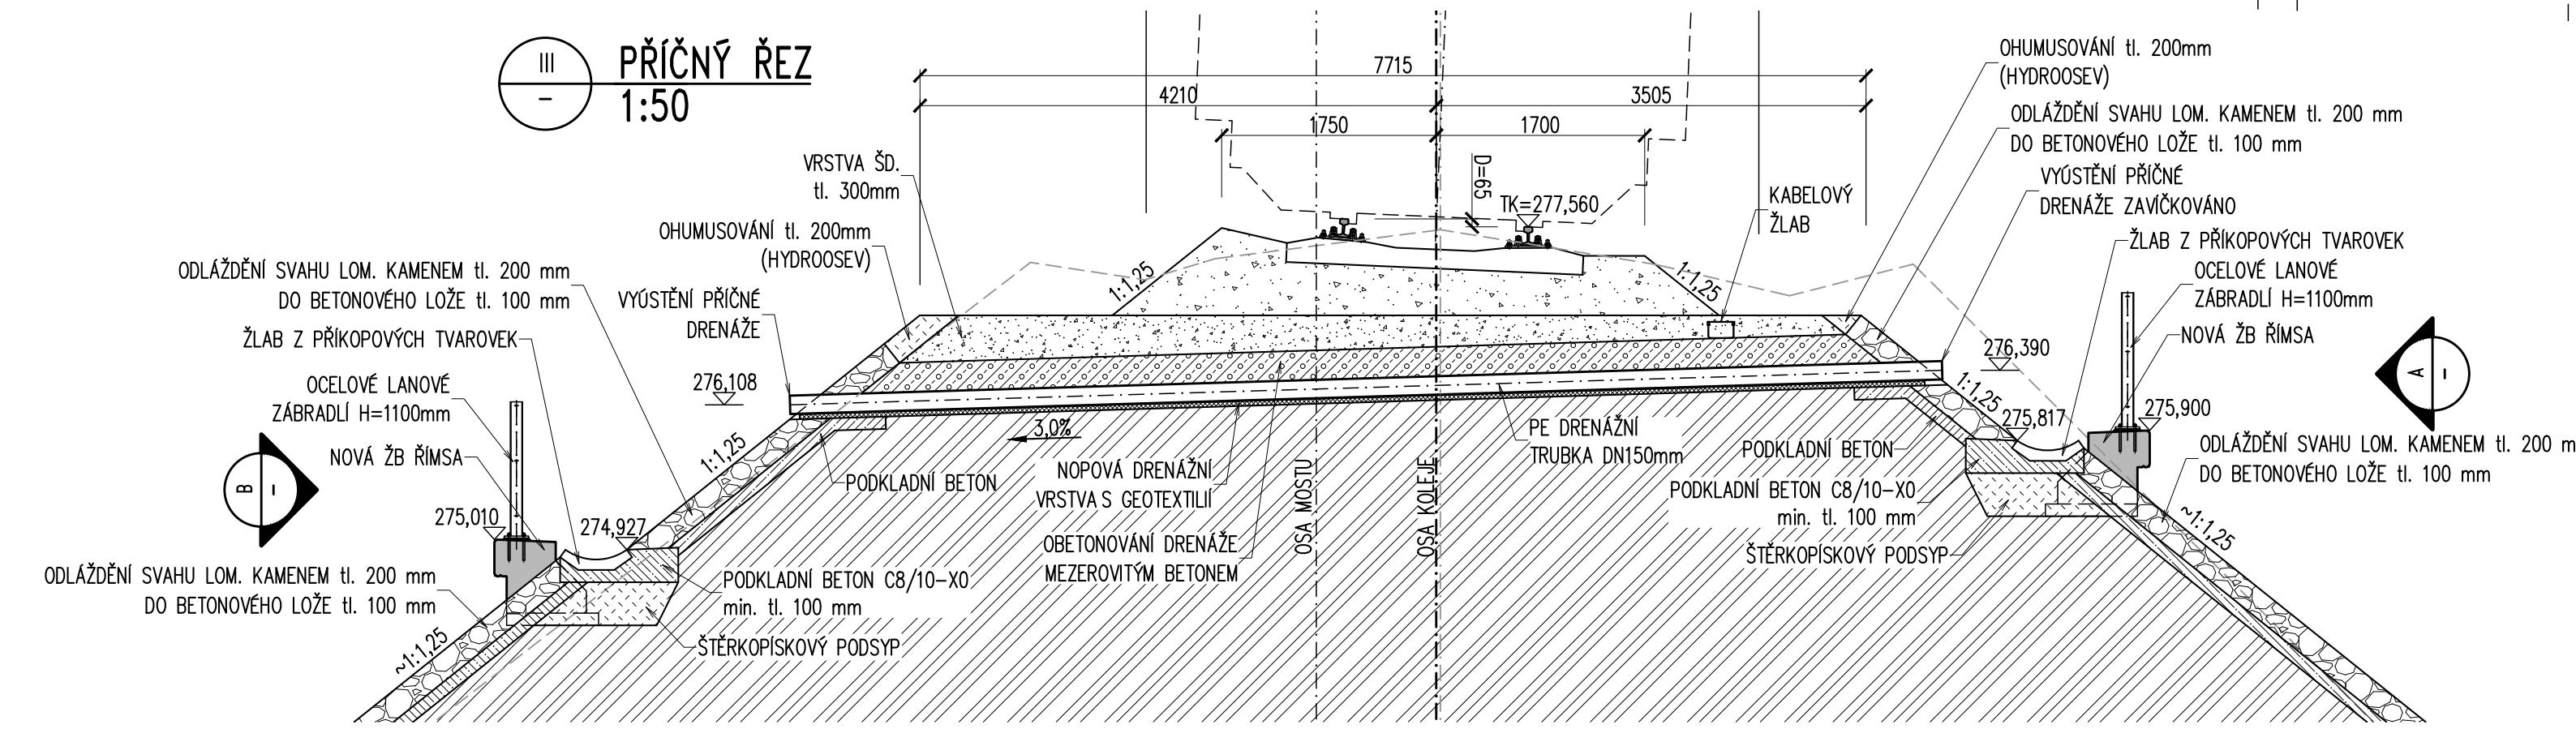 III
PŘÍČNÝ ŘEZ
1:50
7715
4210
3505
1750
1700
D=65
TK=277,560
VRSTVA ŠD.
tl. 300mm
OHUMUSOVÁNÍ tl. 200mm
(HYDROOSEV)
ODLÁŽDĚNÍ SVAHU LOM. KAMENEM tl. 200 mm
DO BETONOVÉHO LOŽE tl. 100 mm
VYÚSTĚNÍ PŘÍČNÉ
DRENÁŽE
ŽLAB Z PŘÍKOPOVÝCH TVAROVEK
OCELOVÉ LANOVÉ
ZÁBRADLÍ H=1100mm
NOVÁ ŽB ŘÍMSA
276,108
B
275,010
274,927
ODLÁŽDĚNÍ SVAHU LOM. KAMENEM tl. 200 mm
DO BETONOVÉHO LOŽE tl. 100 mm
~1:1,25
1:1,25
1:1,25
3,0%
PODKLADNÍ BETON
PODKLADNÍ BETON C8/10-X0
min. tl. 100 mm
ŠTĚRKOPÍSKOVÝ PODSYP
NOPOVÁ DRENÁŽNÍ
VRSTVA S GEOTEXTILIÍ
OBETONOVÁNÍ DRENÁŽE
MEZEROVITÝM BETONEM
OSA MOSTU
OSA KOLEJE
PE DRENÁŽNÍ
TRUBKA DN150mm
KABELOVÝ
ŽLAB
1:1,25
OHUMUSOVÁNÍ tl. 200mm
(HYDROOSEV)
ODLÁŽDĚNÍ SVAHU LOM. KAMENEM tl. 200 mm
DO BETONOVÉHO LOŽE tl. 100 mm
VYÚSTĚNÍ PŘÍČNÉ
DRENÁŽE ZAVÍČKOVÁNO
ŽLAB Z PŘÍKOPOVÝCH TVAROVEK
OCELOVÉ LANOVÉ
ZÁBRADLÍ H=1100mm
NOVÁ ŽB ŘÍMSA
276,390
A
1:1,25
275,817
275,900
PODKLADNÍ BETON
PODKLADNÍ BETON C8/10-X0
min. tl. 100 mm
ŠTĚRKOPÍSKOVÝ PODSYP
ODLÁŽDĚNÍ SVAHU LOM. KAMENEM tl. 200 m
DO BETONOVÉHO LOŽE tl. 100 mm
~1:1,25